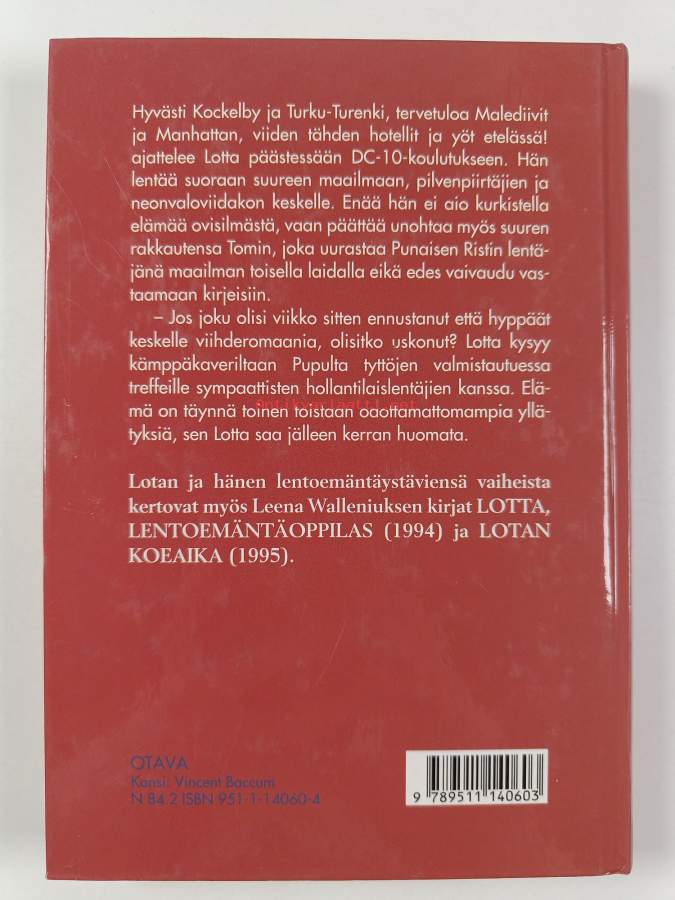 Hyvästi Kockelby ja Turku-Turenki, tervetuloa Malediivit
ja Manhattan, viiden tähden hotellit ja yöt etelässä!
ajattelee Lotta päästessään DC-10-koulutukseen. Hän
lentää suoraan suureen maailmaan, pilvenpiirtäjien ja
neonvaloviidakon keskelle. Enää hän ei aio kurkistella
elämää ovisilmästä, vaan päättää unohtaa myös suuren
rakkautensa Tomin, joka uurastaa Punaisen Ristin lentä-
jänä maailman toisella laidalla eikä edes vaivaudu vas-
taamaan kirjeisiin.
– Jos joku olisi viikko sitten ennustanut että hyppäät
keskelle viihderomaania, olisitko uskonut? Lotta kysyy
kämppäkaveriltaan Pupulta tyttöjen valmistautuessa
treffeille sympaattisten hollantilaislentäjien kanssa. Elä-
mä on täynnä toinen toistaan odottamattomampia yllä-
tyksiä, sen Lotta saa jälleen kerran huomata.
Lotan ja hänen lentoemäntäystäviensä vaiheista
kertovat myös Leena Walleniuksen kirjat LOTTA,
LENTOEMÄNTÄOPPILAS (1994) ja LOTAN
KOEAIKA (1995).
OTAVA
Kansi: Vincent Baccum
N 84.2 ISBN 951-1-14060-4
9 789511 140603